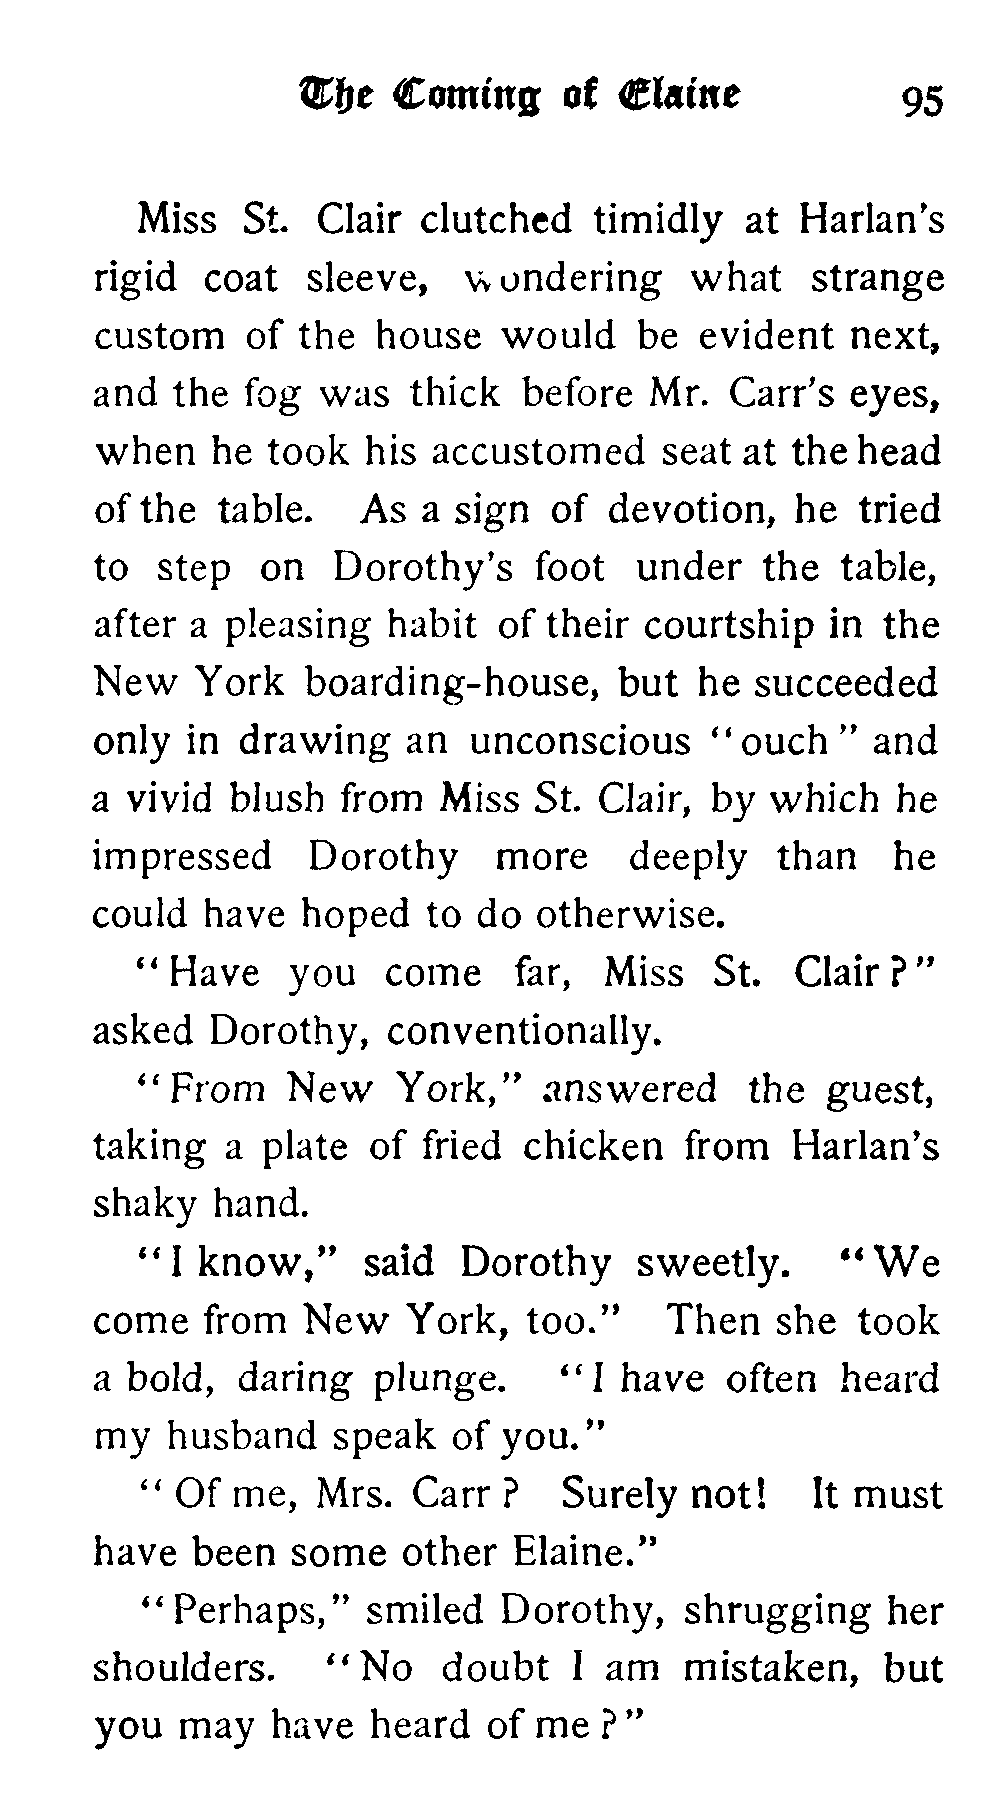 The Coming of Elaine 95
Miss St. Clair clutched timidly at Harlan's
rigid coat sleeve, wondering what strange
custom of the house would be evident next,
and the fog was thick before Mr. Carr's eyes,
when he took his accustomed seat at the head
of the table. As a sign of devotion, he tried
to step on Dorothy's foot under the table,
after a pleasing habit of their courtship in the
New York boarding-house, but he succeeded
only in drawing an unconscious "ouch" and
a vivid blush from Miss St. Clair, by which he
impressed Dorothy more deeply than he
could have hoped to do otherwise.
"Have you come far, Miss St. Clair?"
asked Dorothy, conventionally.
"From New York," answered the guest,
taking a plate of fried chicken from Harlan's
shaky hand.
"I know," said Dorothy sweetly. "We
come from New York, too." Then she took
a bold, daring plunge. "I have often heard
my husband speak of you."
"Of me, Mrs. Carr? Surely not! It must
have been some other Elaine."
"Perhaps," smiled Dorothy, shrugging her
shoulders. "No doubt I am mistaken, but
you may have heard of me?"